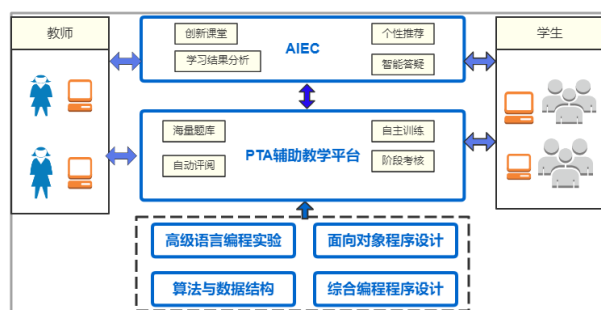 教师
创新课堂
AIEC
个性推荐
学习结果分析
智能答疑
学生
海量题库
自主训练
PTA辅助教学平台
自动评阅
阶段考核
高级语言编程实验
面向对象程序设计
算法与数据结构
综合编程程序设计